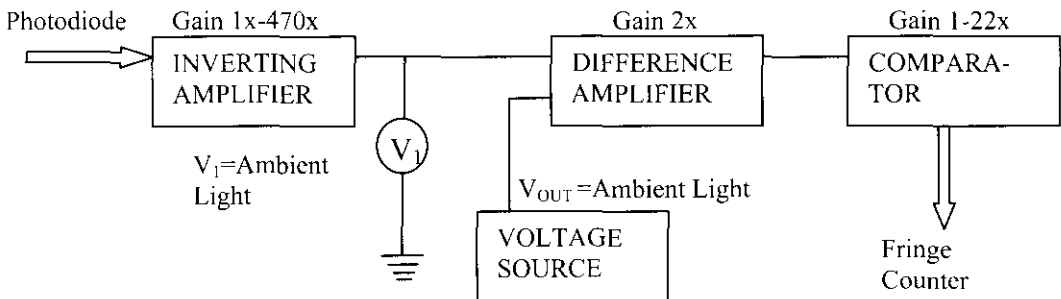 Photodiode
Gain 1x-470x
Gain 2x
Gain 1-22x
INVERTING
AMPLIFIER
DIFFERENCE
AMPLIFIER
COMPARA-
TOR
V₁
V₁=Ambient
Light
V_OUT =Ambient Light
VOLTAGE
SOURCE
Fringe
Counter